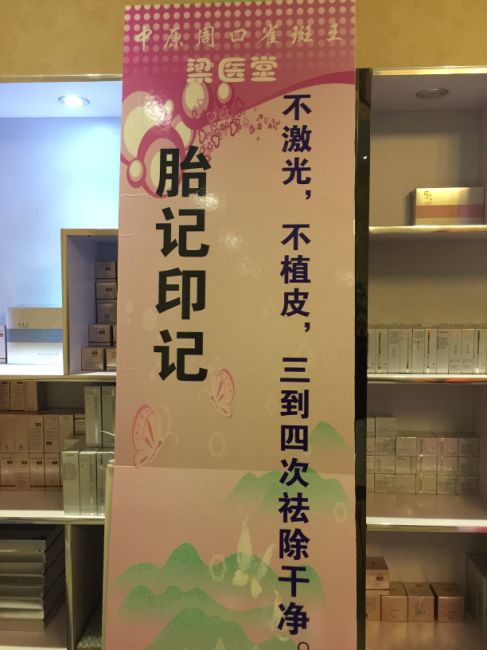 中原周口雀斑王
梁医堂
不激光，不植皮，三到四次祛除干净。
胎记印记